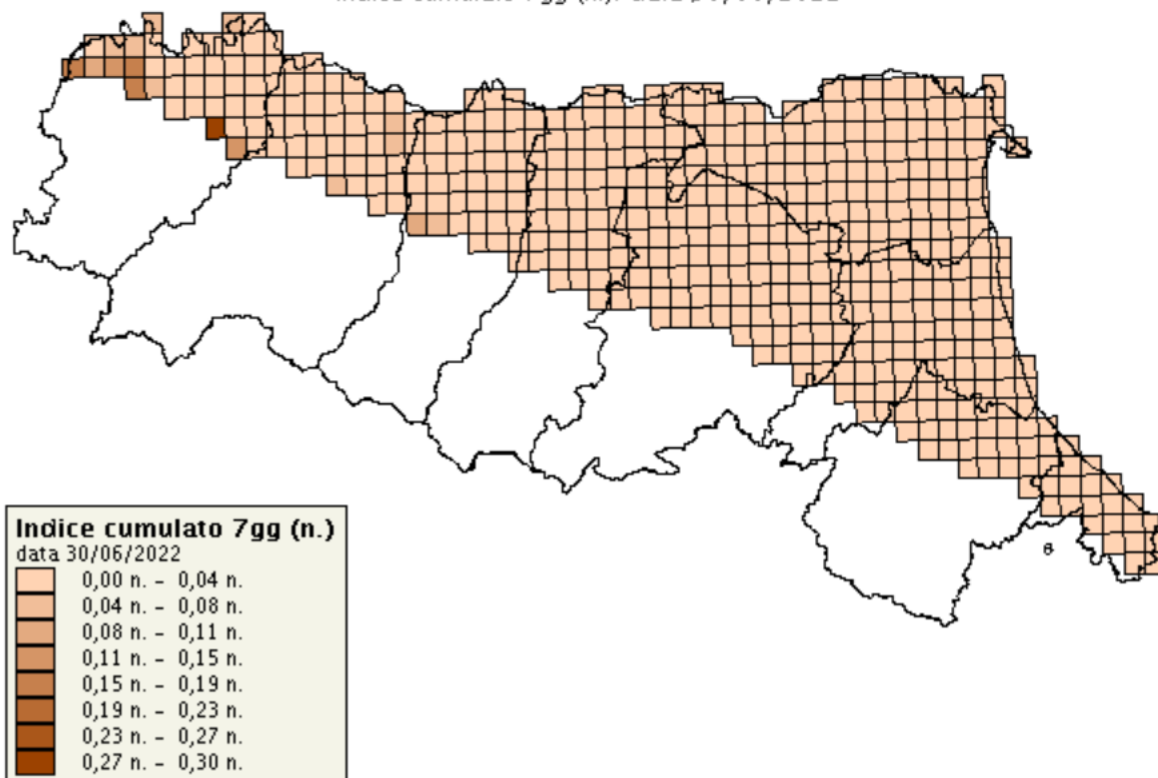 Indice cumulato 7gg (n.)
data 30/06/2022
0,00 n. - 0,04 n.
0,04 n. - 0,08 n.
0,08 n. - 0,11 n.
0,11 n. - 0,15 n.
0,15 n. - 0,19 n.
0,19 n. - 0,23 n.
0,23 n. - 0,27 n.
0,27 n. - 0,30 n.